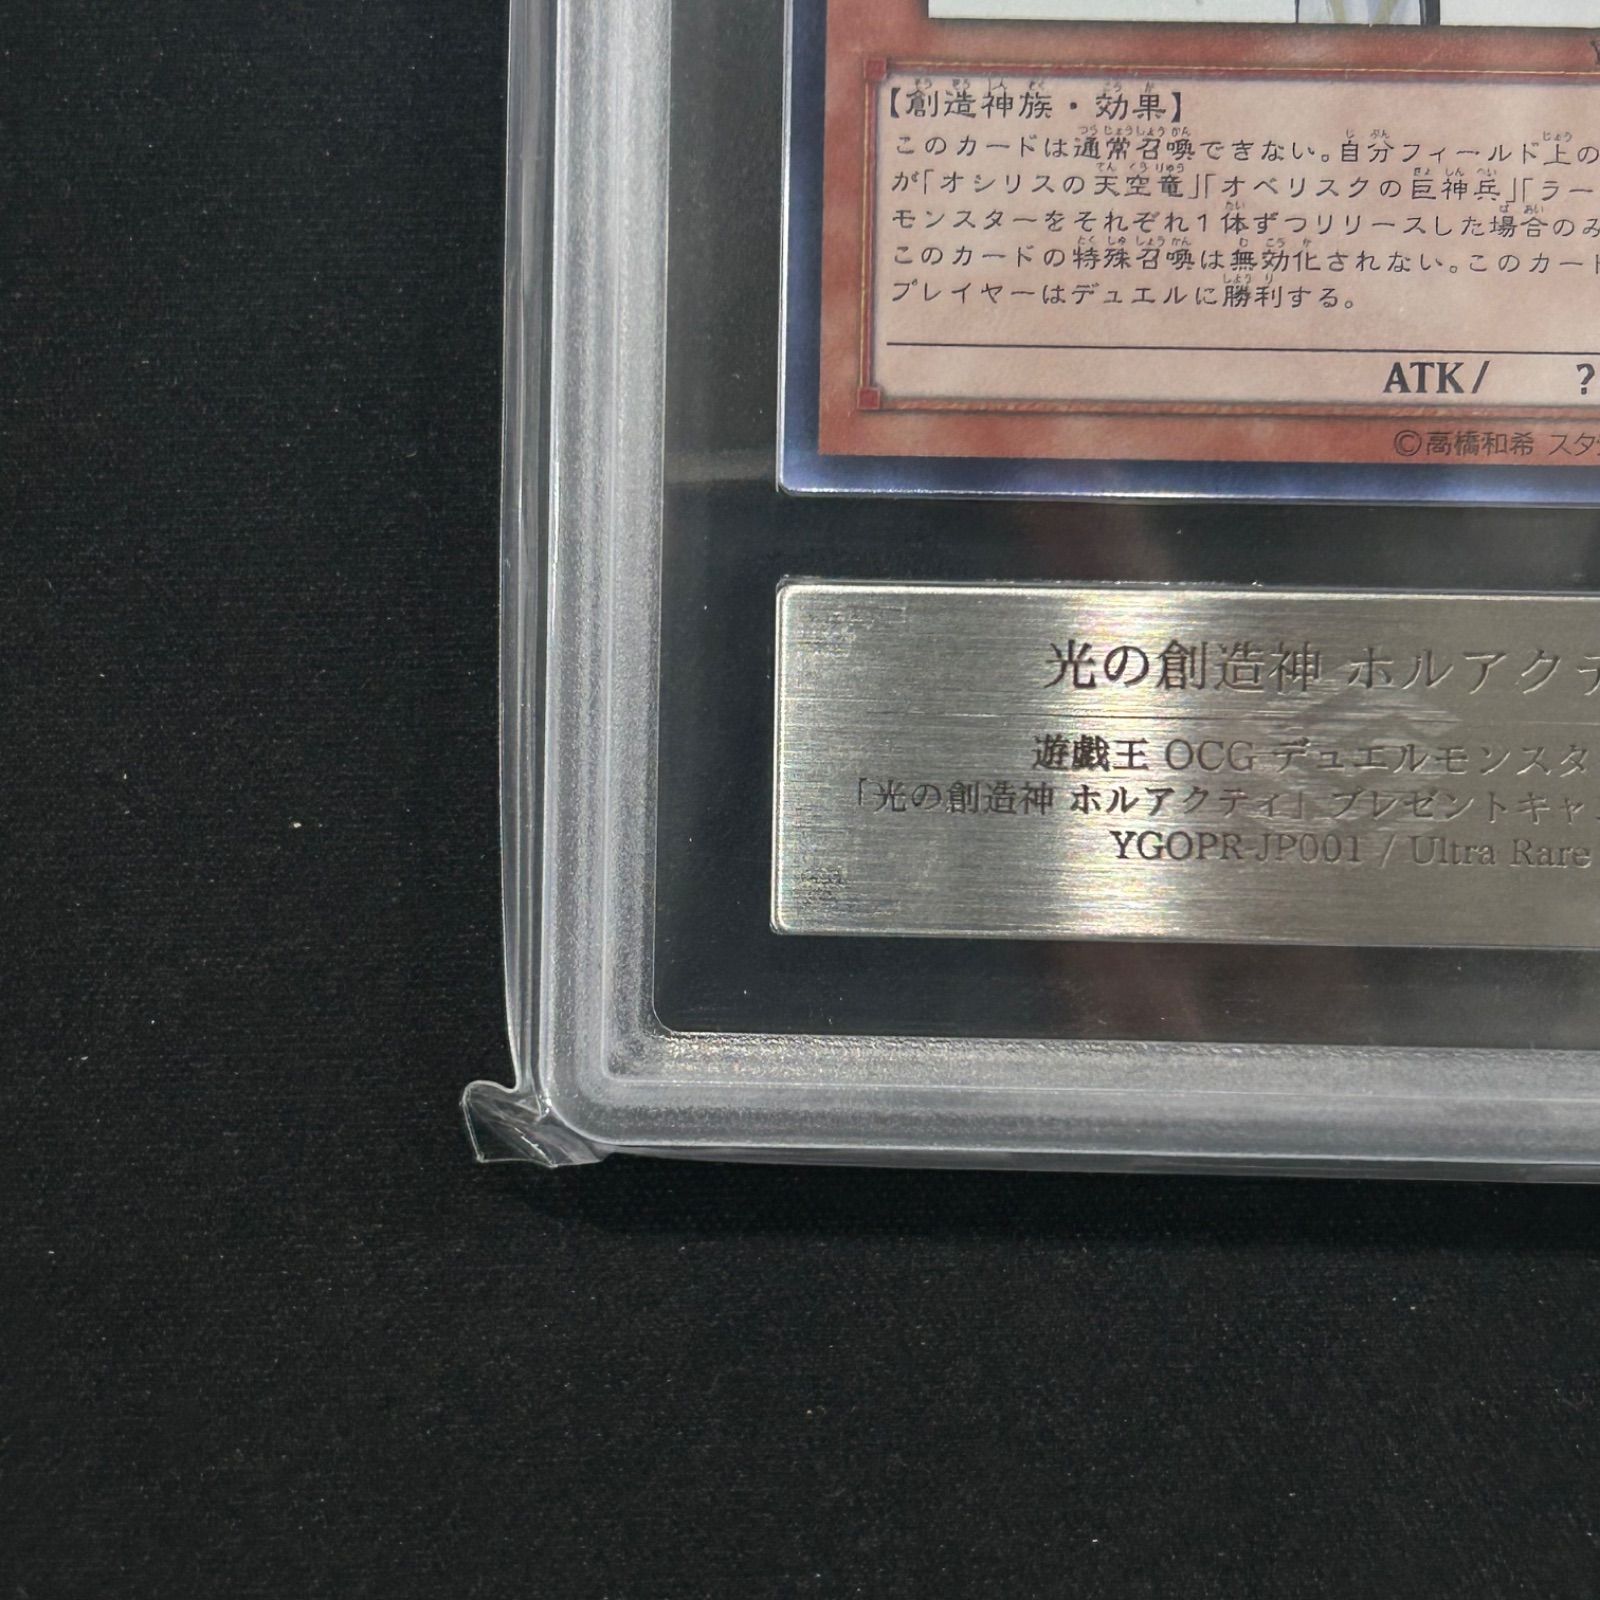 【創造神族・効果】
このカードは通常召喚できない。自分フィールド上の
が「オシリスの天空竜」「オベリスクの巨神兵」「ラー
モンスターをそれぞれ1体ずつリリースした場合のみ
このカードの特殊召喚は無効化されない。このカード
プレイヤーはデュエルに勝利する。
ATK/ ?
©高橋和希 スタ
光の創造神 ホルアクテ
遊戯王 OCG デュエルモンスタ
「光の創造神 ホルアクティ」プレゼントキャ
YGOPR-JP001 / Ultra Rare